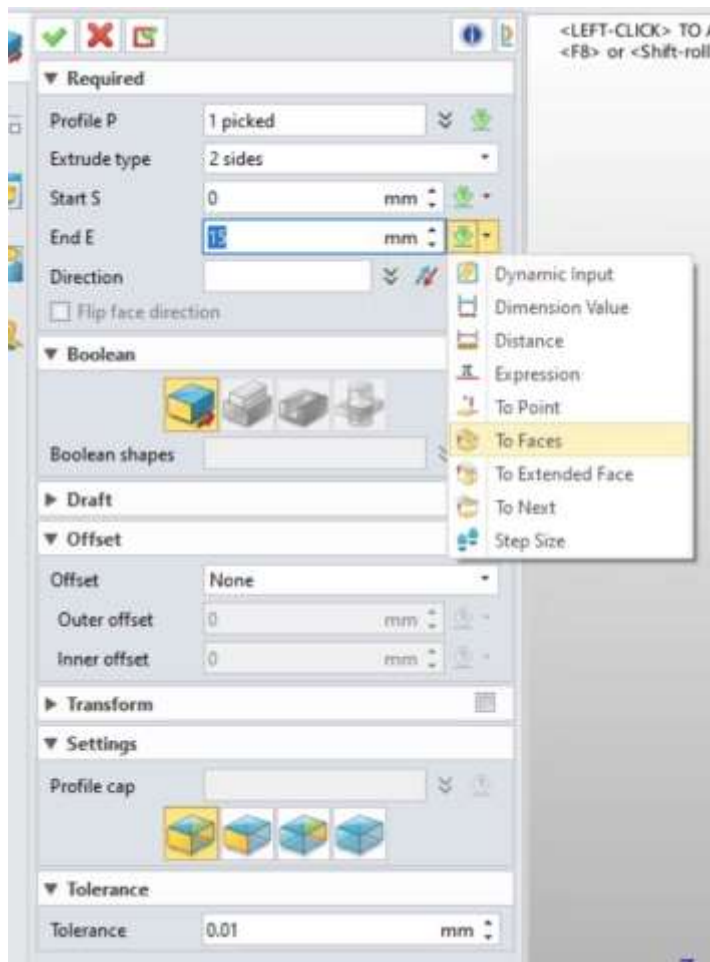 <LEFT-CLICK> TO
<F8> or <Shift-roll
Required
Profile P 1 picked
Extrude type 2 sides
Start S 0 mm
End E 15 mm
Direction
Flip face direction
Dynamic Input
Dimension Value
Distance
Expression
To Point
To Faces
To Extended Face
To Next
Step Size
Boolean
Boolean shapes
Draft
Offset
Offset None
Outer offset 0 mm
Inner offset 0 mm
Transform
Settings
Profile cap
Tolerance
Tolerance 0.01 mm